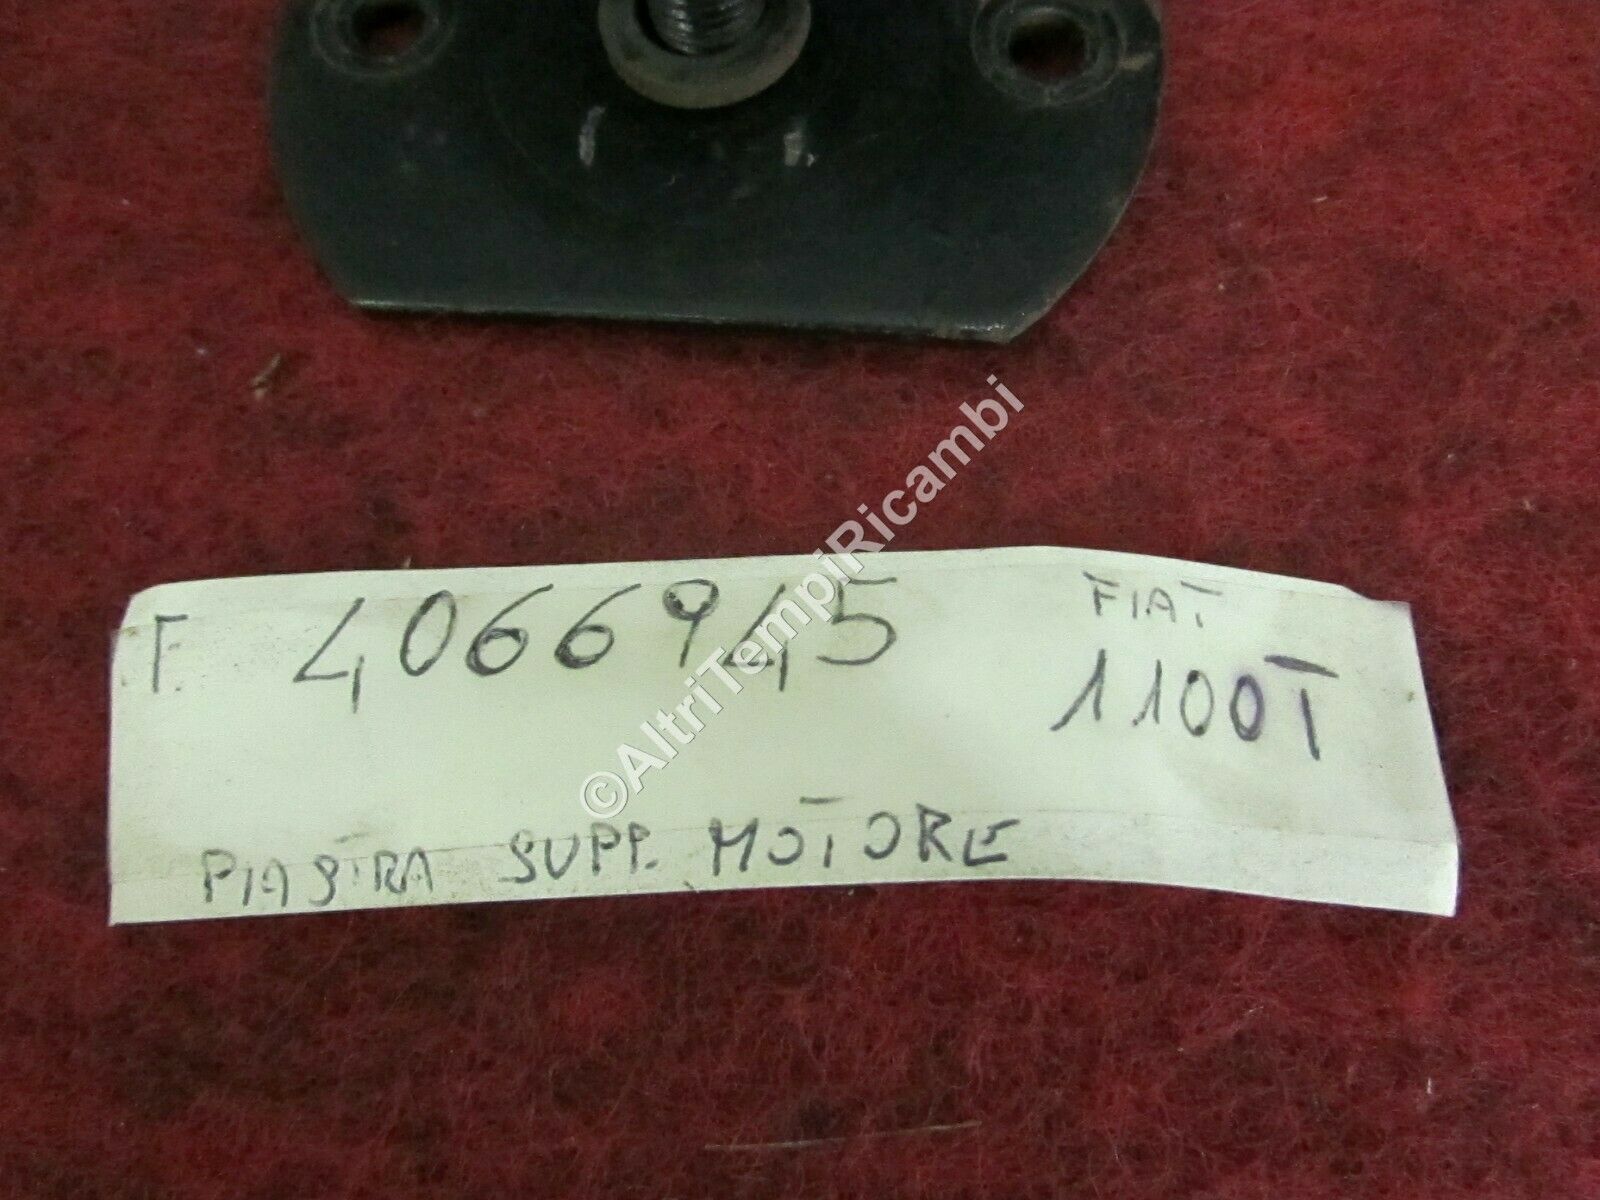 F. 4066945
FIAT
1100T
PIASTRA SUPP. MOTORE
©AltriTempiRicambi